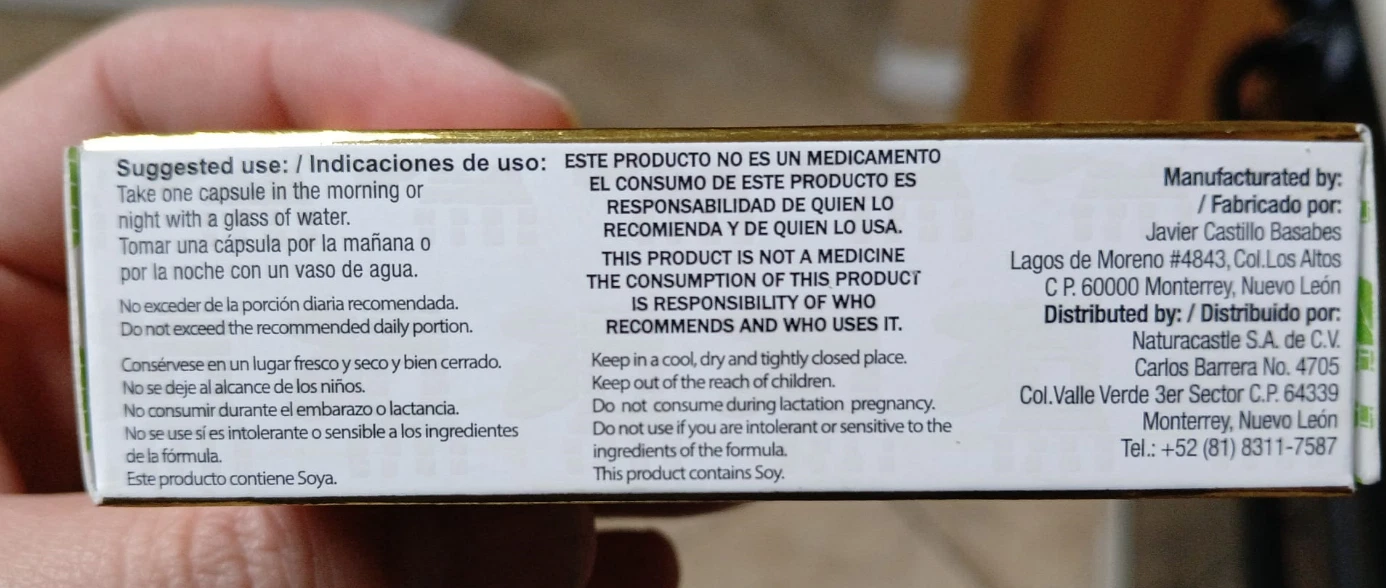 Suggested use: / Indicaciones de uso:
Take one capsule in the morning or
night with a glass of water.
Tomar una cápsula por la mañana o
por la noche con un vaso de agua.
No exceder de la porción diaria recomendada.
Do not exceed the recommended daily portion.
Consérvese en un lugar fresco y seco y bien cerrado.
No se deje al alcance de los niños.
No consumir durante el embarazo o lactancia.
No se use sí es intolerante o sensible a los ingredientes
de la fórmula.
Este producto contiene Soya.
ESTE PRODUCTO NO ES UN MEDICAMENTO
EL CONSUMO DE ESTE PRODUCTO ES
RESPONSABILIDAD DE QUIEN LO
RECOMIENDA Y DE QUIEN LO USA.
THIS PRODUCT IS NOT A MEDICINE
THE CONSUMPTION OF THIS PRODUCT
IS RESPONSIBILITY OF WHO
RECOMMENDS AND WHO USES IT.
Keep in a cool, dry and tightly closed place.
Keep out of the reach of children.
Do not consume during lactation pregnancy.
Do not use if you are intolerant or sensitive to the
ingredients of the formula.
This product contains Soy.
Manufacturated by:
/ Fabricado por:
Javier Castillo Basabes
Lagos de Moreno #4843, Col.Los Altos
C P. 60000 Monterrey, Nuevo León
Distributed by: / Distribuido por:
Naturacastle S.A. de C.V.
Carlos Barrera No. 4705
Col.Valle Verde 3er Sector C.P. 64339
Monterrey, Nuevo León
Tel.: +52 (81) 8311-7587